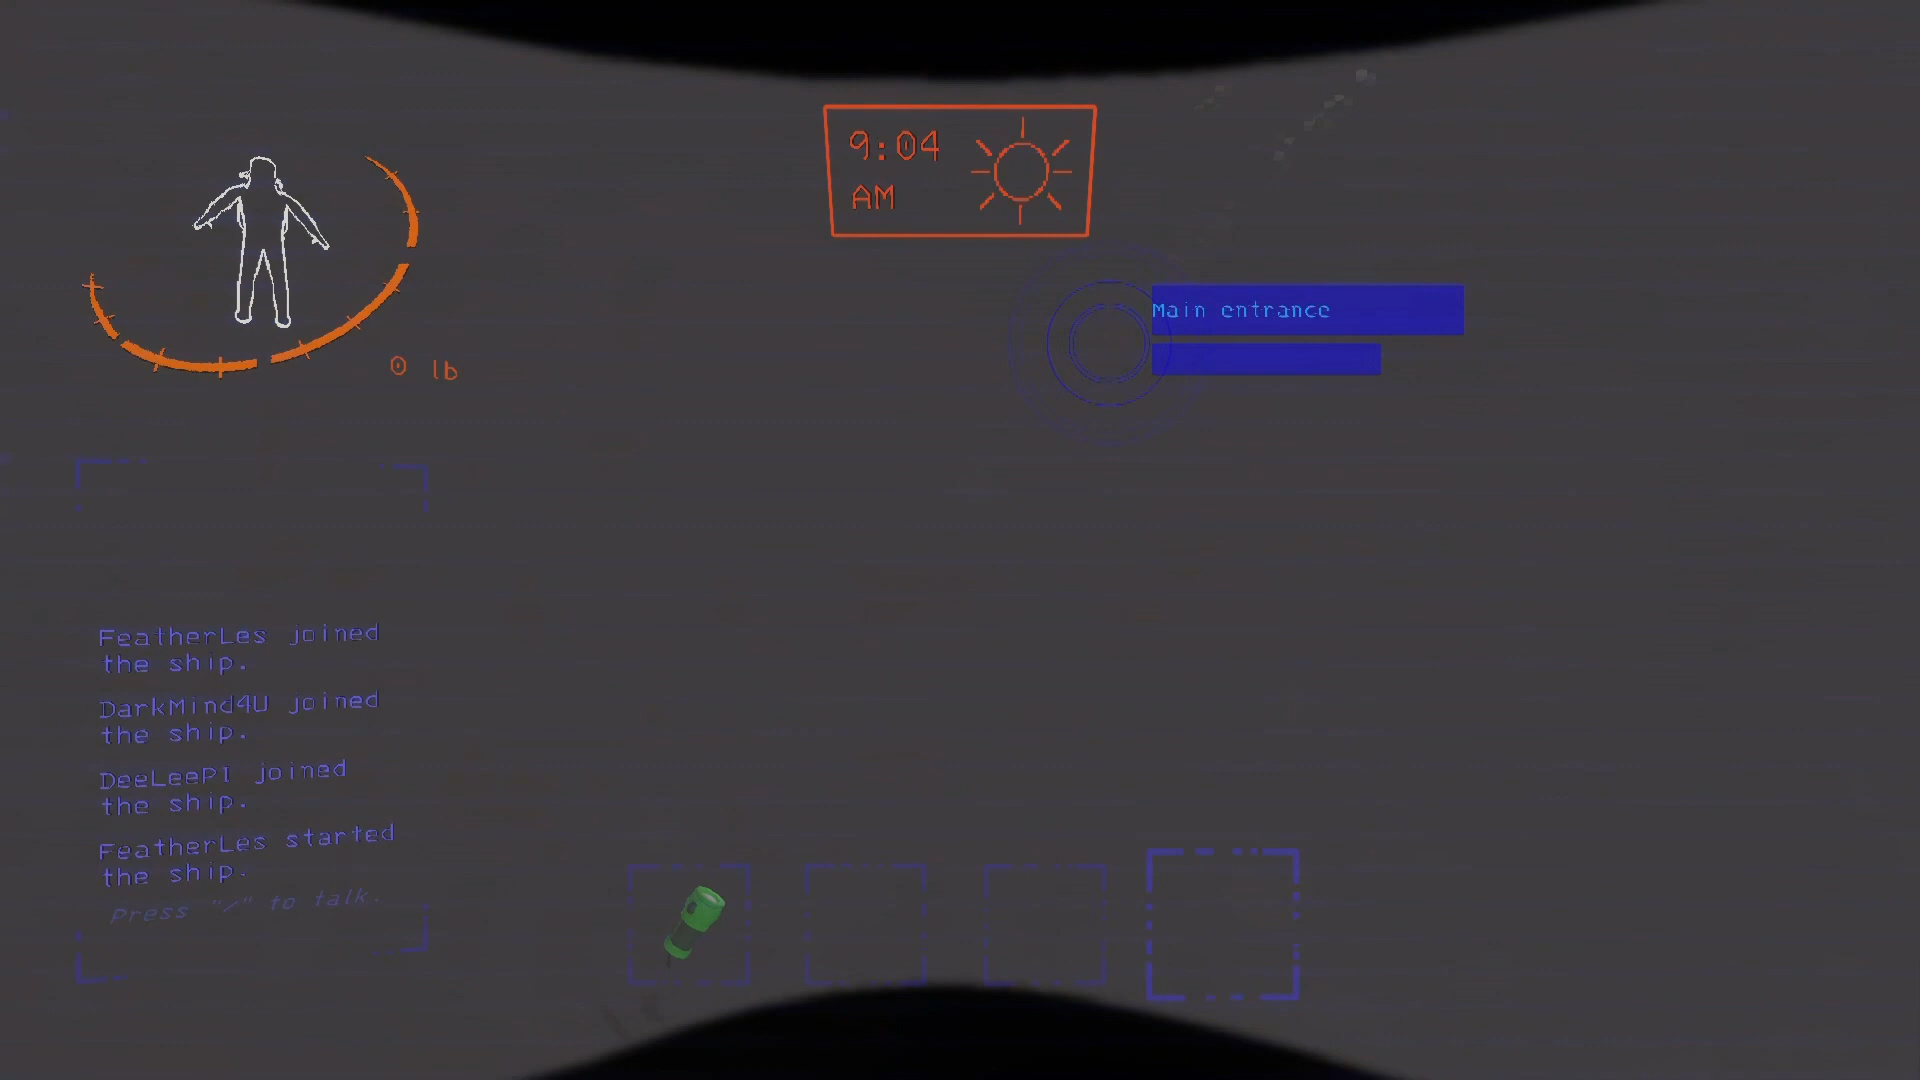 9:04
AM
0 lb
Main entrance
FeatherLes joined
the ship.
DarkMind4U joined
the ship.
DeeLeeP1 joined
the ship.
FeatherLes started
the ship.
Press "/" to talk.